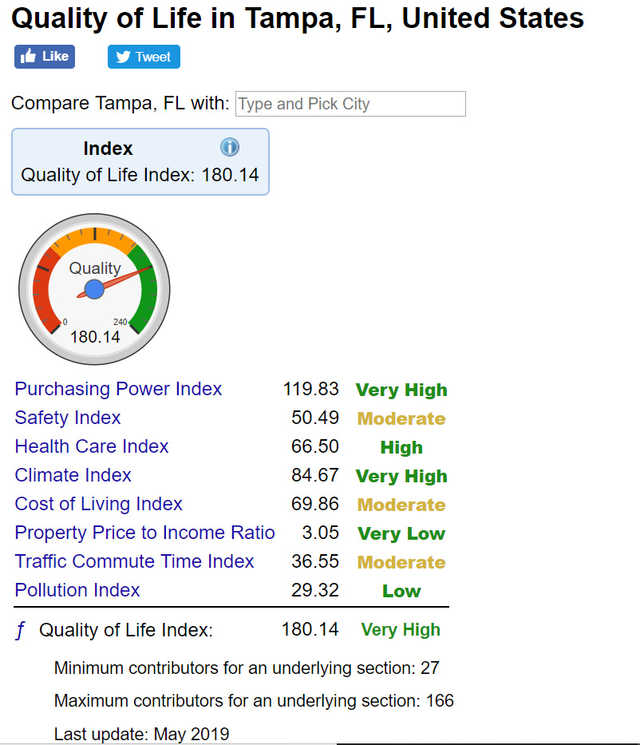 Quality of Life in Tampa, FL, United States
Like Tweet
Compare Tampa, FL with: Type and Pick City
Index i
Quality of Life Index: 180.14
Quality
0 240
180.14
Purchasing Power Index 119.83 Very High
Safety Index 50.49 Moderate
Health Care Index 66.50 High
Climate Index 84.67 Very High
Cost of Living Index 69.86 Moderate
Property Price to Income Ratio 3.05 Very Low
Traffic Commute Time Index 36.55 Moderate
Pollution Index 29.32 Low
ƒ Quality of Life Index: 180.14 Very High
Minimum contributors for an underlying section: 27
Maximum contributors for an underlying section: 166
Last update: May 2019